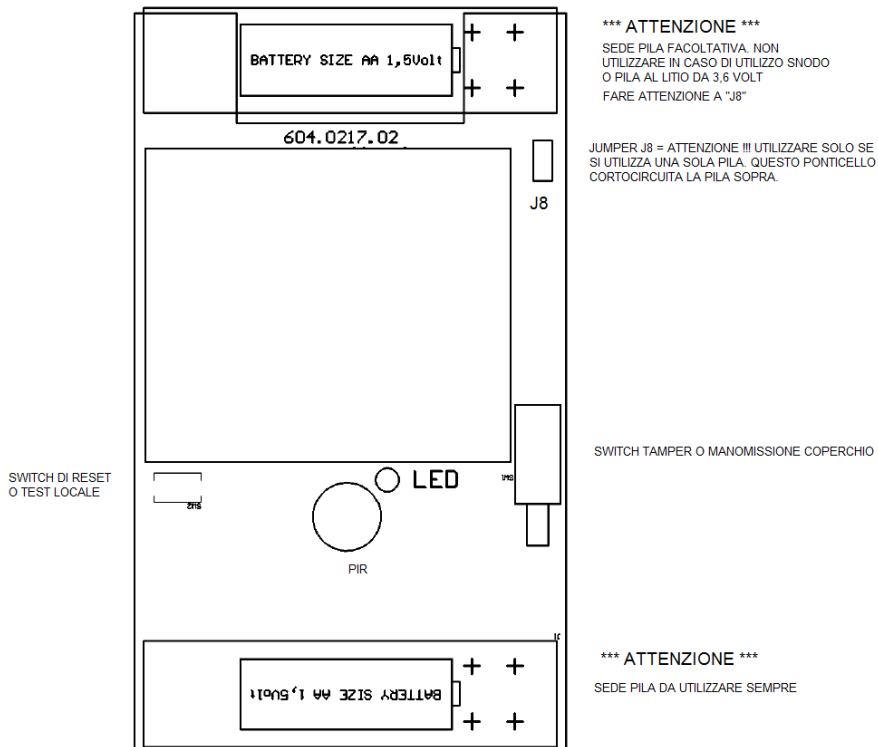 *** ATTENZIONE ***
SEDE PILA FACOLTATIVA. NON
UTILIZZARE IN CASO DI UTILIZZO SNODO
O PILA AL LITIO DA 3,6 VOLT
FARE ATTENZIONE A "J8"
BATTERY SIZE AA 1,5Volt
604.0217.02
JUMPER J8 = ATTENZIONE !!! UTILIZZARE SOLO SE
SI UTILIZZA UNA SOLA PILA. QUESTO PONTICELLO
CORTOCIRCUITA LA PILA SOPRA.
J8
SWITCH TAMPER O MANOMISSIONE COPERCHIO
SWITCH DI RESET
O TEST LOCALE
LED
SW1
SW2
PIR
J1
*** ATTENZIONE ***
SEDE PILA DA UTILIZZARE SEMPRE
BATTERY SIZE AA 1,5Volt